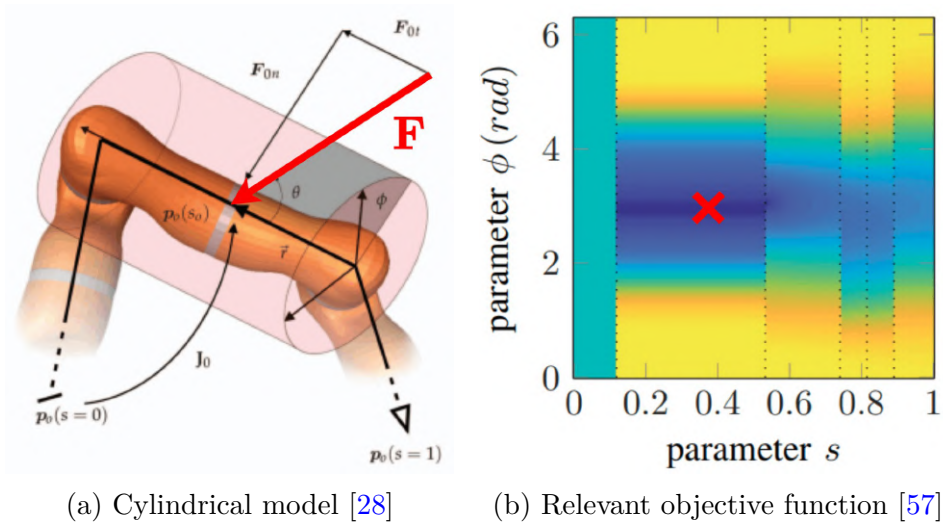 F₀ₜ
F₀ₙ
F
θ
ϕ
p₀(s₀)
r⃗
J₀
p₀(s = 0)
p₀(s = 1)
parameter ϕ (rad)
6
4
2
0
0 0.2 0.4 0.6 0.8 1
parameter s
(a) Cylindrical model [28]
(b) Relevant objective function [57]